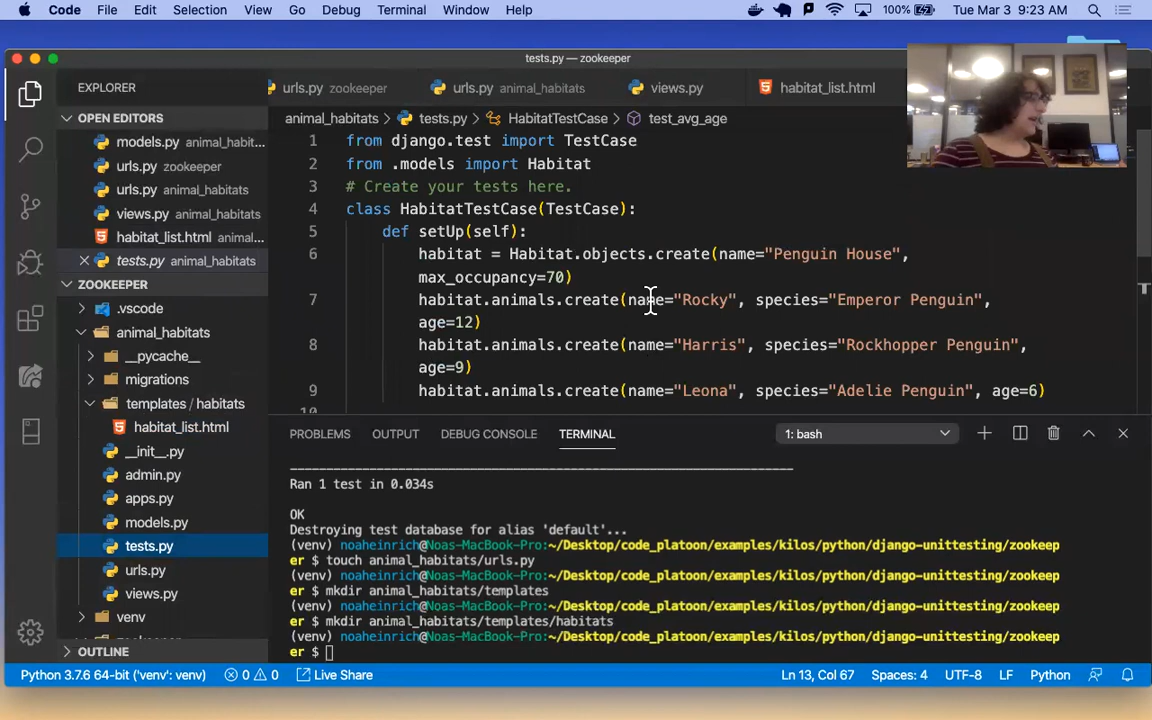 Code File Edit Selection View Go Debug Terminal Window Help 100% Tue Mar 3 9:23 AM
tests.py — zookeeper
EXPLORER
urls.py zookeeper urls.py animal_habitats views.py habitat_list.html
OPEN EDITORS
models.py animal_habit...
urls.py zookeeper
urls.py animal_habitats
views.py animal_habitats
habitat_list.html animal...
tests.py animal_habitats
ZOOKEEPER
.vscode
animal_habitats
__pycache__
migrations
templates / habitats
habitat_list.html
__init__.py
admin.py
apps.py
models.py
tests.py
urls.py
views.py
venv
OUTLINE
animal_habitats > tests.py > HabitatTestCase > test_avg_age
1 from django.test import TestCase
2 from .models import Habitat
3 # Create your tests here.
4 class HabitatTestCase(TestCase):
5 def setUp(self):
6 habitat = Habitat.objects.create(name="Penguin House",
max_occupancy=70)
7 habitat.animals.create(name="Rocky", species="Emperor Penguin",
age=12)
8 habitat.animals.create(name="Harris", species="Rockhopper Penguin",
age=9)
9 habitat.animals.create(name="Leona", species="Adelie Penguin", age=6)
10
PROBLEMS OUTPUT DEBUG CONSOLE TERMINAL 1: bash
----------------------------------------------------------------------
Ran 1 test in 0.034s
OK
Destroying test database for alias 'default'...
(venv) noaheinrich@Noas-MacBook-Pro:~/Desktop/code_platoon/examples/kilos/python/django-unittesting/zookeep
er $ touch animal_habitats/urls.py
(venv) noaheinrich@Noas-MacBook-Pro:~/Desktop/code_platoon/examples/kilos/python/django-unittesting/zookeep
er $ mkdir animal_habitats/templates
(venv) noaheinrich@Noas-MacBook-Pro:~/Desktop/code_platoon/examples/kilos/python/django-unittesting/zookeep
er $ mkdir animal_habitats/templates/habitats
(venv) noaheinrich@Noas-MacBook-Pro:~/Desktop/code_platoon/examples/kilos/python/django-unittesting/zookeep
er $
Python 3.7.6 64-bit ('venv': venv) 0 0 Live Share Ln 13, Col 67 Spaces: 4 UTF-8 LF Python